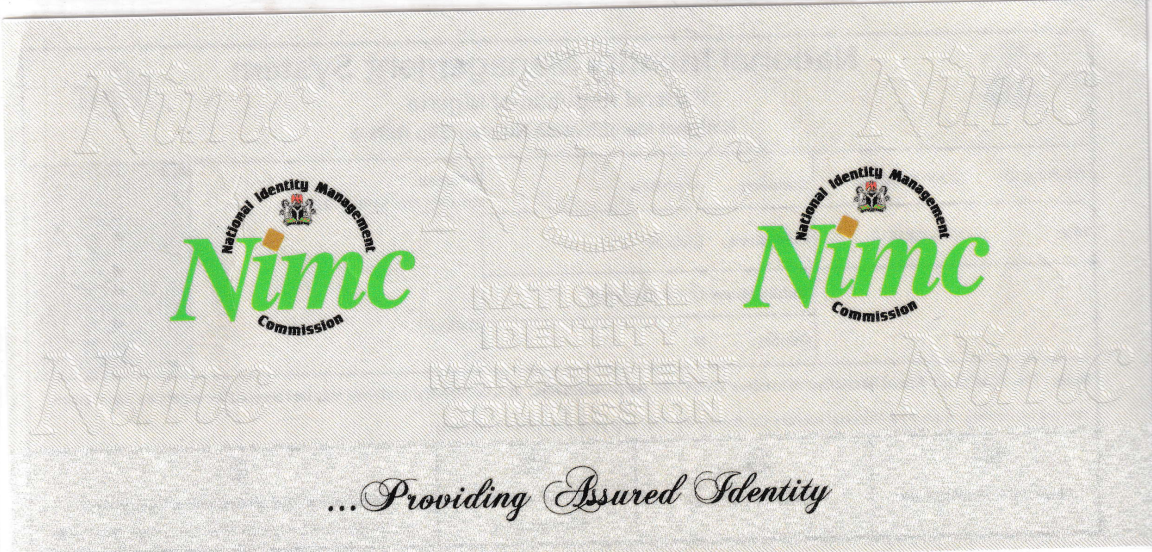 Nimc
Nimc
Nimc
National Identity Management
Nimc
Commission
National Identity Management
Nimc
Commission
NATIONAL
IDENTITY
MANAGEMENT
COMMISSION
Nimc
Nimc
...Providing Assured Identity